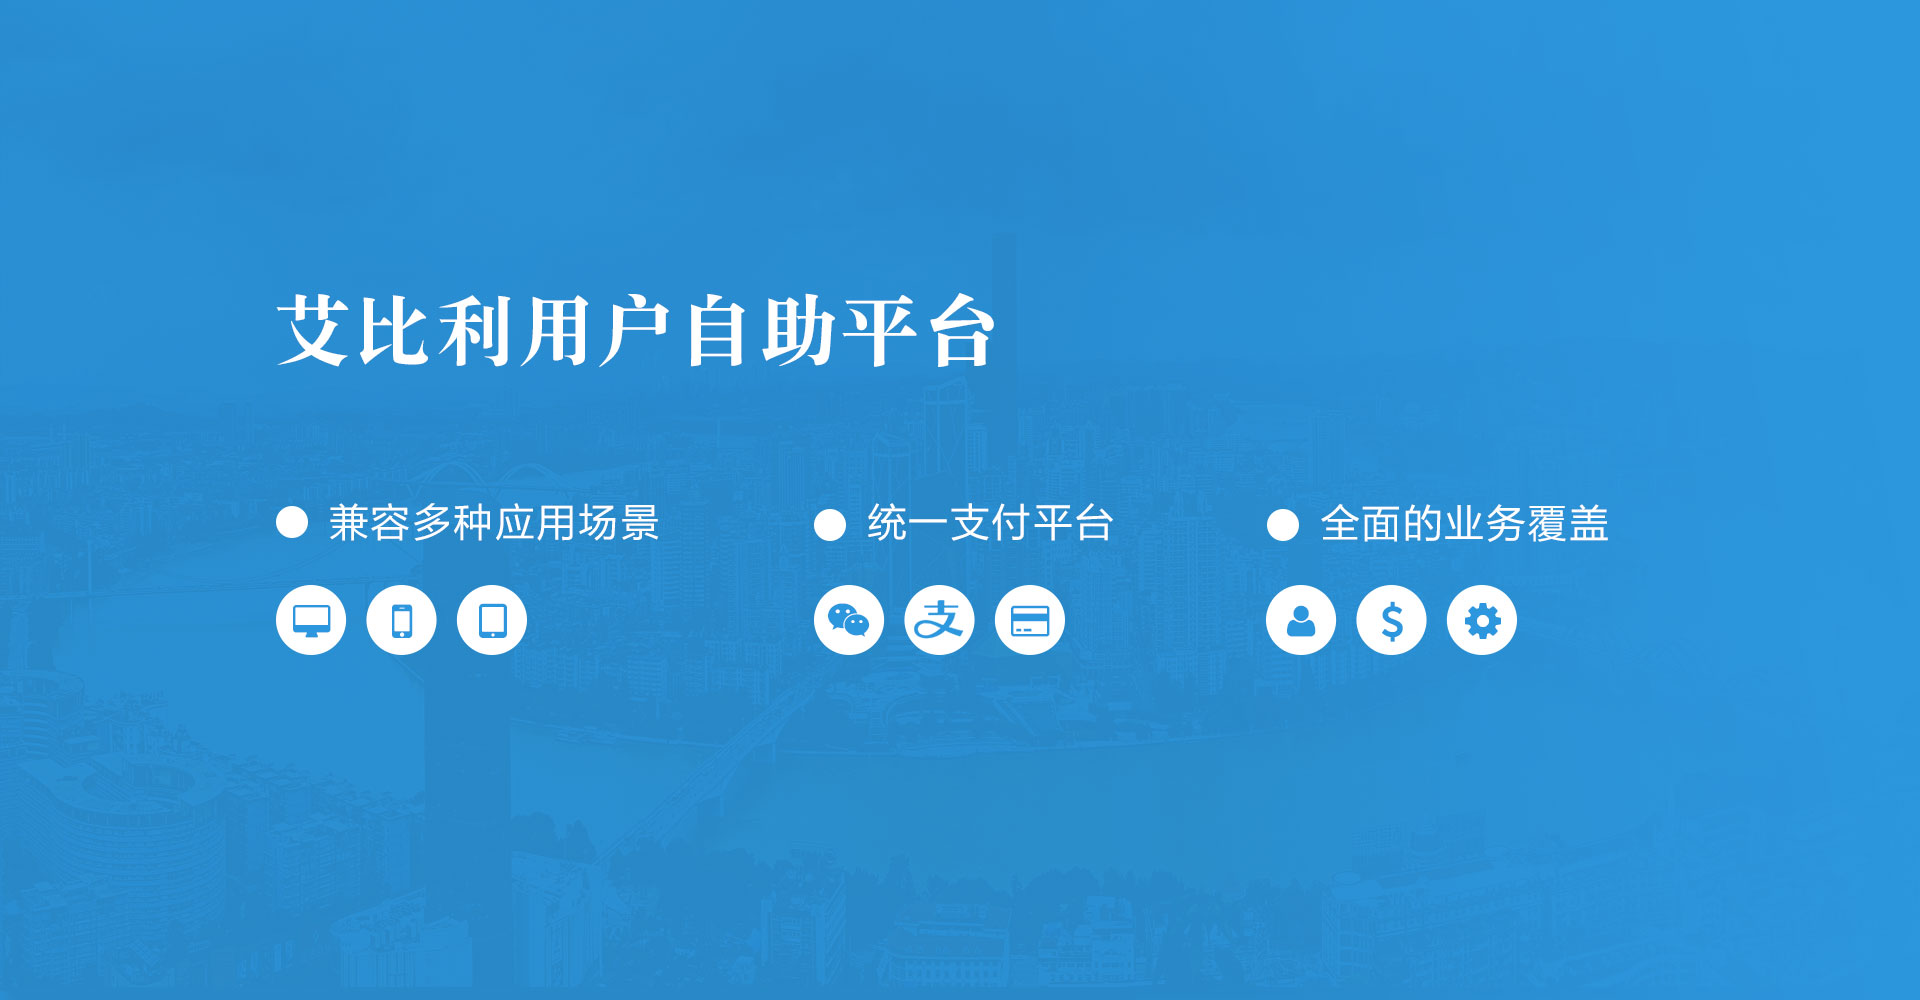 艾比利用户自助平台
兼容多种应用场景
统一支付平台
全面的业务覆盖